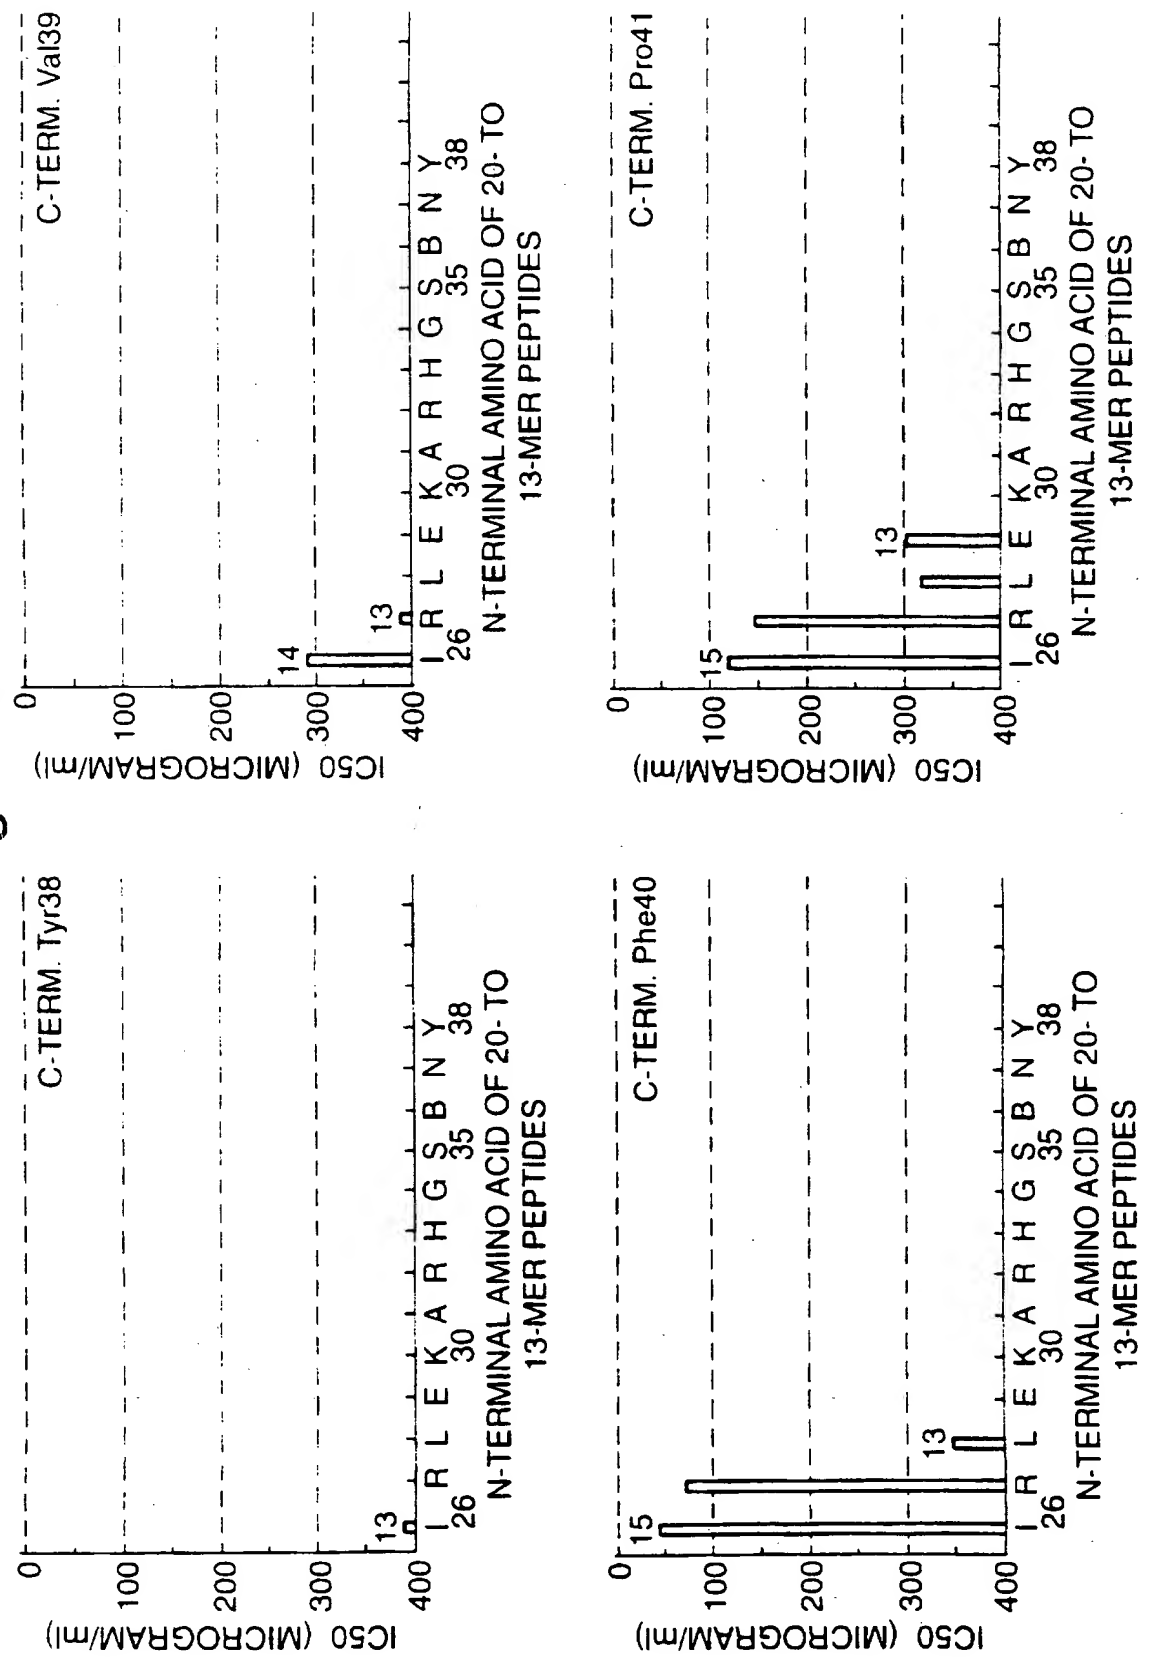 C-TERM. Tyr38
IC50 (MICROGRAM/ml)
0
100
200
300
400
13
I R L E K A R H G S B N Y
26 30 35 38
N-TERMINAL AMINO ACID OF 20- TO
13-MER PEPTIDES
C-TERM. Val39
IC50 (MICROGRAM/ml)
0
100
200
300
400
14
13
I R L E K A R H G S B N Y
26 30 35 38
N-TERMINAL AMINO ACID OF 20- TO
13-MER PEPTIDES
C-TERM. Phe40
IC50 (MICROGRAM/ml)
0
100
200
300
400
15
13
I R L E K A R H G S B N Y
26 30 35 38
N-TERMINAL AMINO ACID OF 20- TO
13-MER PEPTIDES
C-TERM. Pro41
IC50 (MICROGRAM/ml)
0
100
200
300
400
15
13
I R L E K A R H G S B N Y
26 30 35 38
N-TERMINAL AMINO ACID OF 20- TO
13-MER PEPTIDES